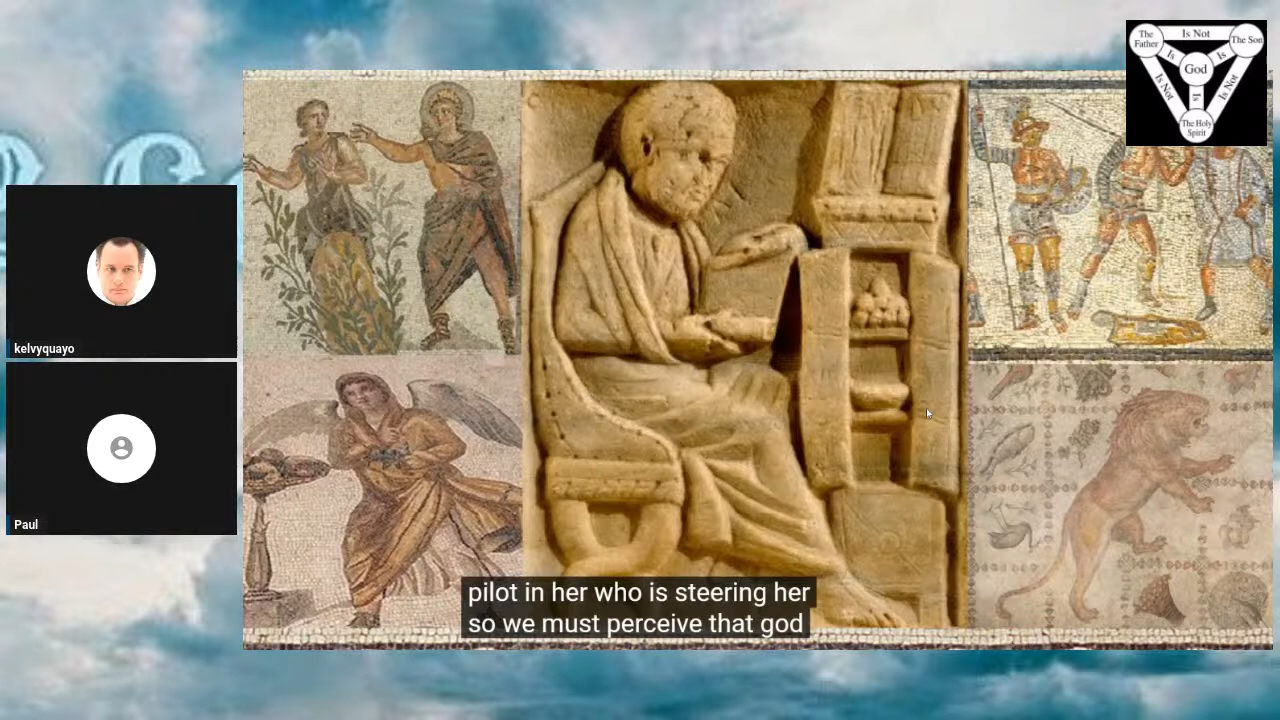 The Father
Is Not
The Son
Is
God
Is
Is Not
Is
Is Not
The Holy
Spirit
kelvyquayo
Paul
pilot in her who is steering her
so we must perceive that god